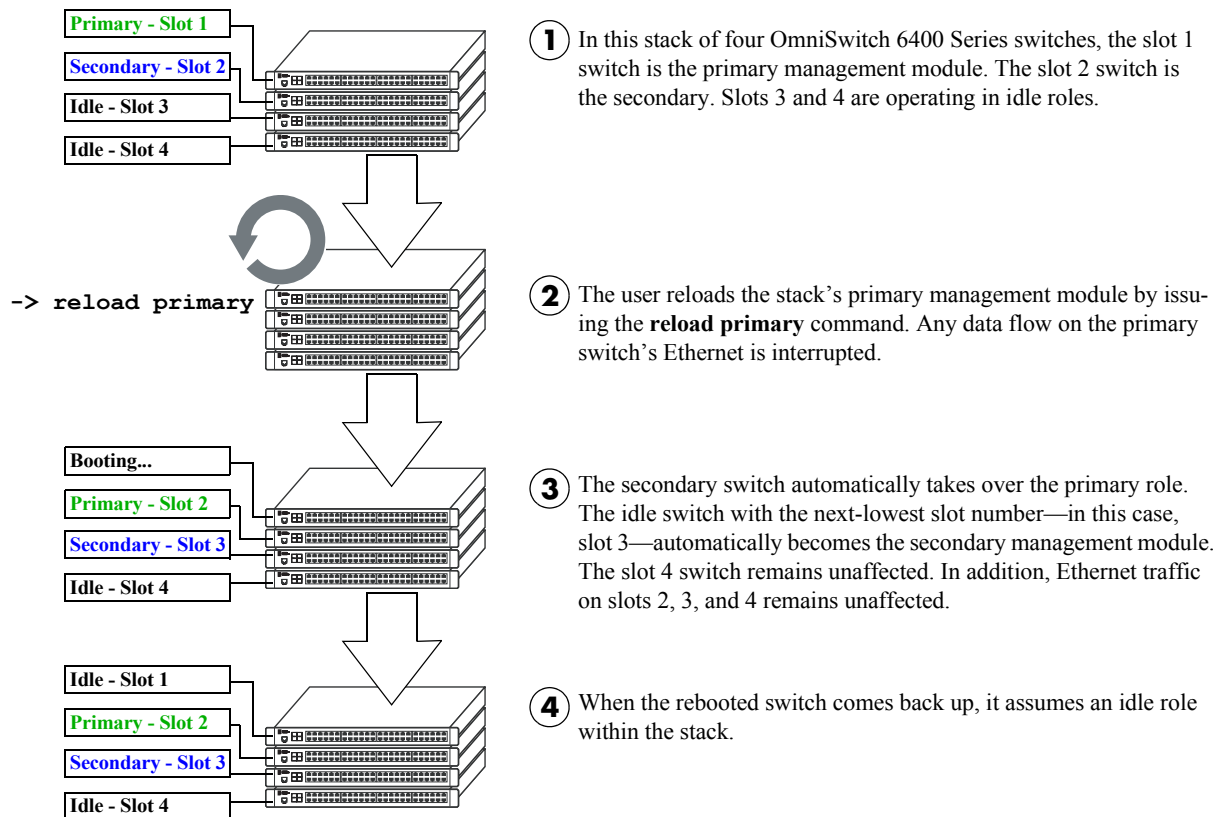 Primary - Slot 1
Secondary - Slot 2
Idle - Slot 3
Idle - Slot 4
1 In this stack of four OmniSwitch 6400 Series switches, the slot 1
switch is the primary management module. The slot 2 switch is
the secondary. Slots 3 and 4 are operating in idle roles.
-> reload primary
2 The user reloads the stack’s primary management module by issu-
ing the reload primary command. Any data flow on the primary
switch’s Ethernet is interrupted.
Booting...
Primary - Slot 2
Secondary - Slot 3
Idle - Slot 4
3 The secondary switch automatically takes over the primary role.
The idle switch with the next-lowest slot number—in this case,
slot 3—automatically becomes the secondary management module.
The slot 4 switch remains unaffected. In addition, Ethernet traffic
on slots 2, 3, and 4 remains unaffected.
Idle - Slot 1
Primary - Slot 2
Secondary - Slot 3
Idle - Slot 4
4 When the rebooted switch comes back up, it assumes an idle role
within the stack.